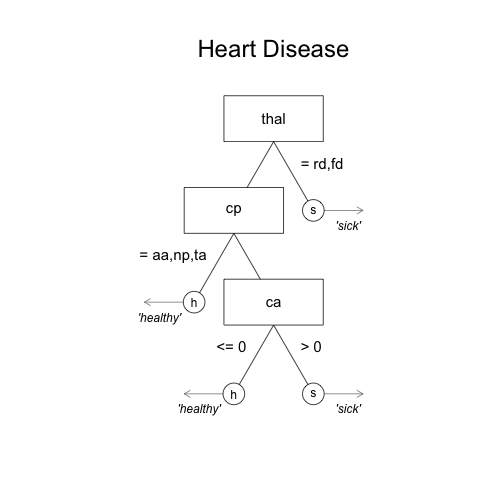 Heart Disease
thal
= rd,fd
cp
s
'sick'
= aa,np,ta
h
'healthy'
ca
<= 0
> 0
h
s
'healthy'
'sick'